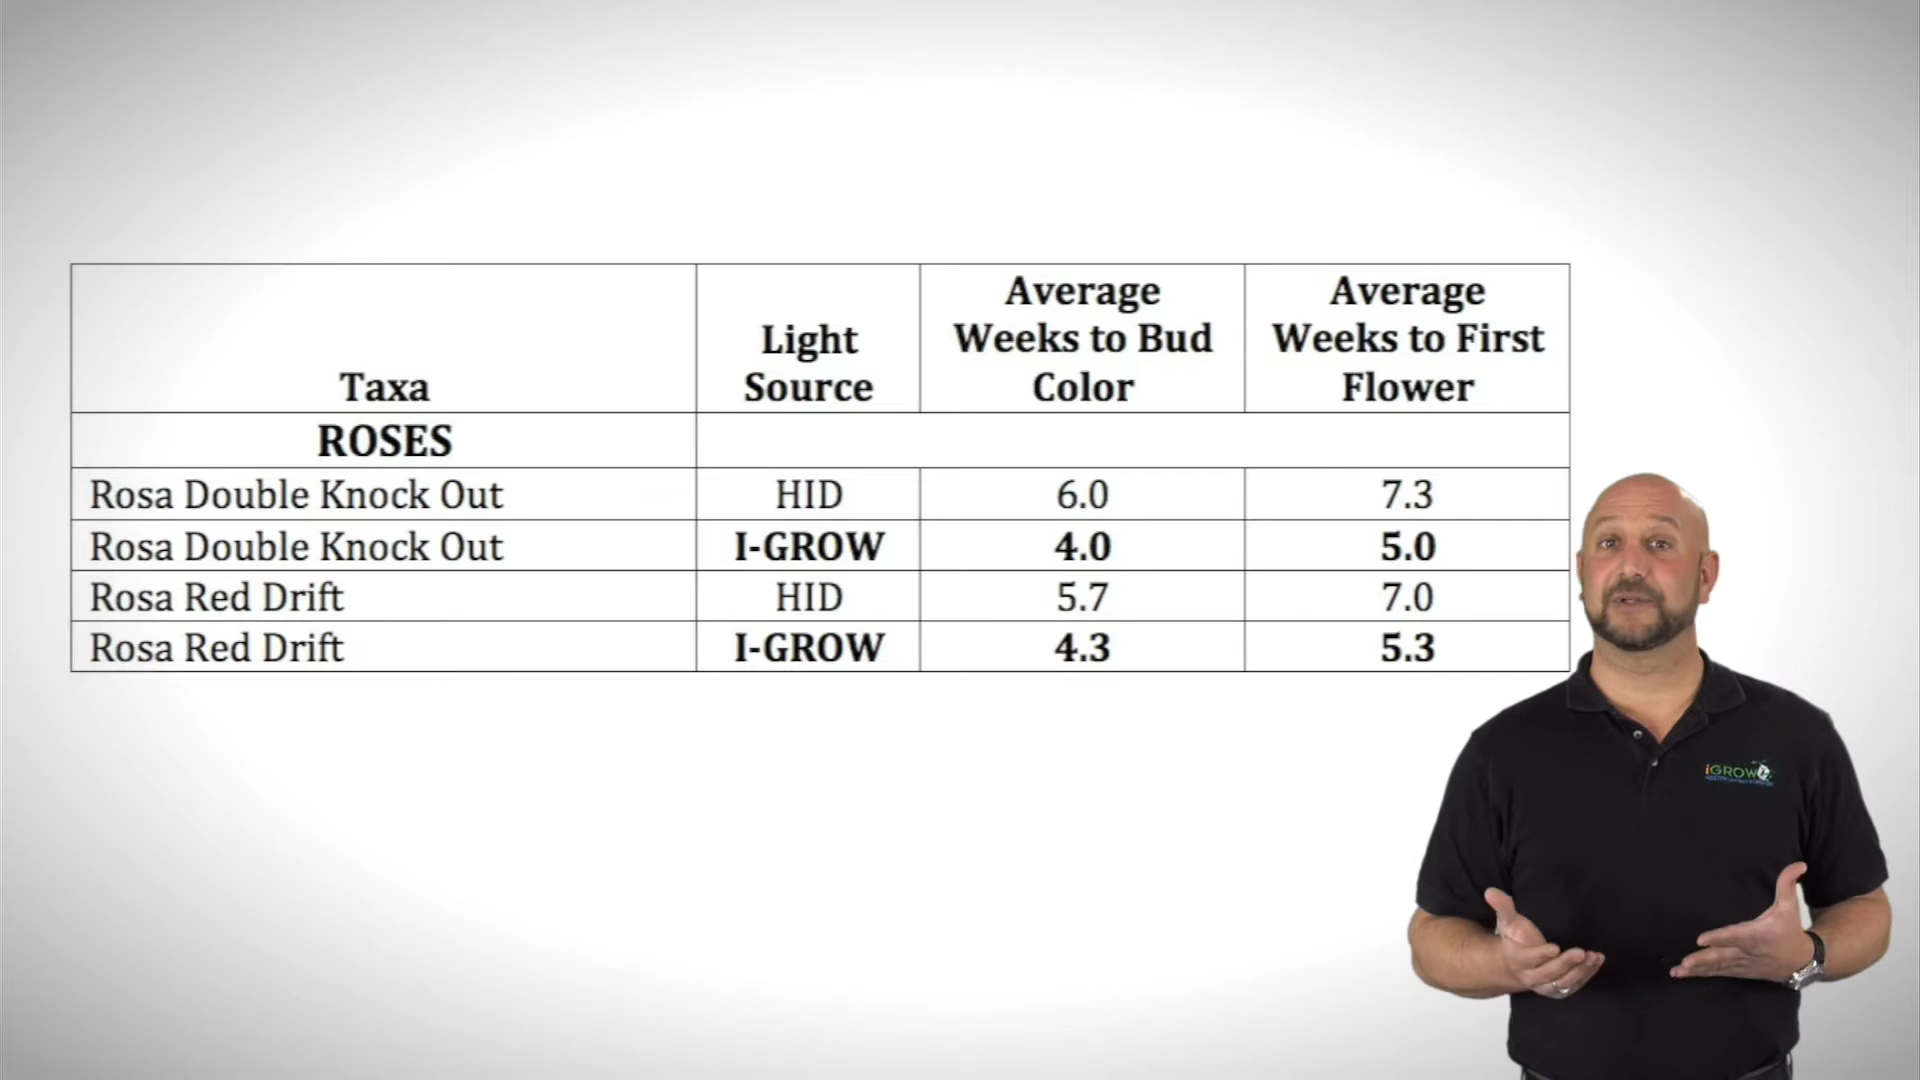 Taxa
Light
Source
Average
Weeks to Bud
Color
Average
Weeks to First
Flower
ROSES
Rosa Double Knock Out HID 6.0 7.3
Rosa Double Knock Out I-GROW 4.0 5.0
Rosa Red Drift HID 5.7 7.0
Rosa Red Drift I-GROW 4.3 5.3
iGROW